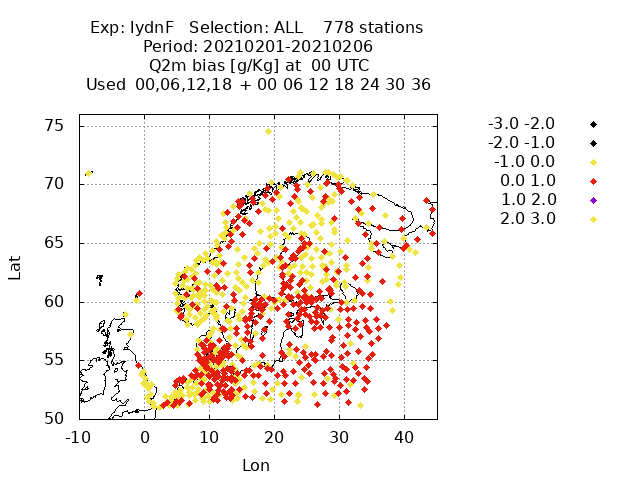 Exp: IydnF Selection: ALL 778 stations
Period: 20210201-20210206
Q2m bias [g/Kg] at 00 UTC
Used 00,06,12,18 + 00 06 12 18 24 30 36
-3.0 -2.0
-2.0 -1.0
-1.0 0.0
0.0 1.0
1.0 2.0
2.0 3.0
75
70
65
60
55
50
Lat
-10 0 10 20 30 40
Lon